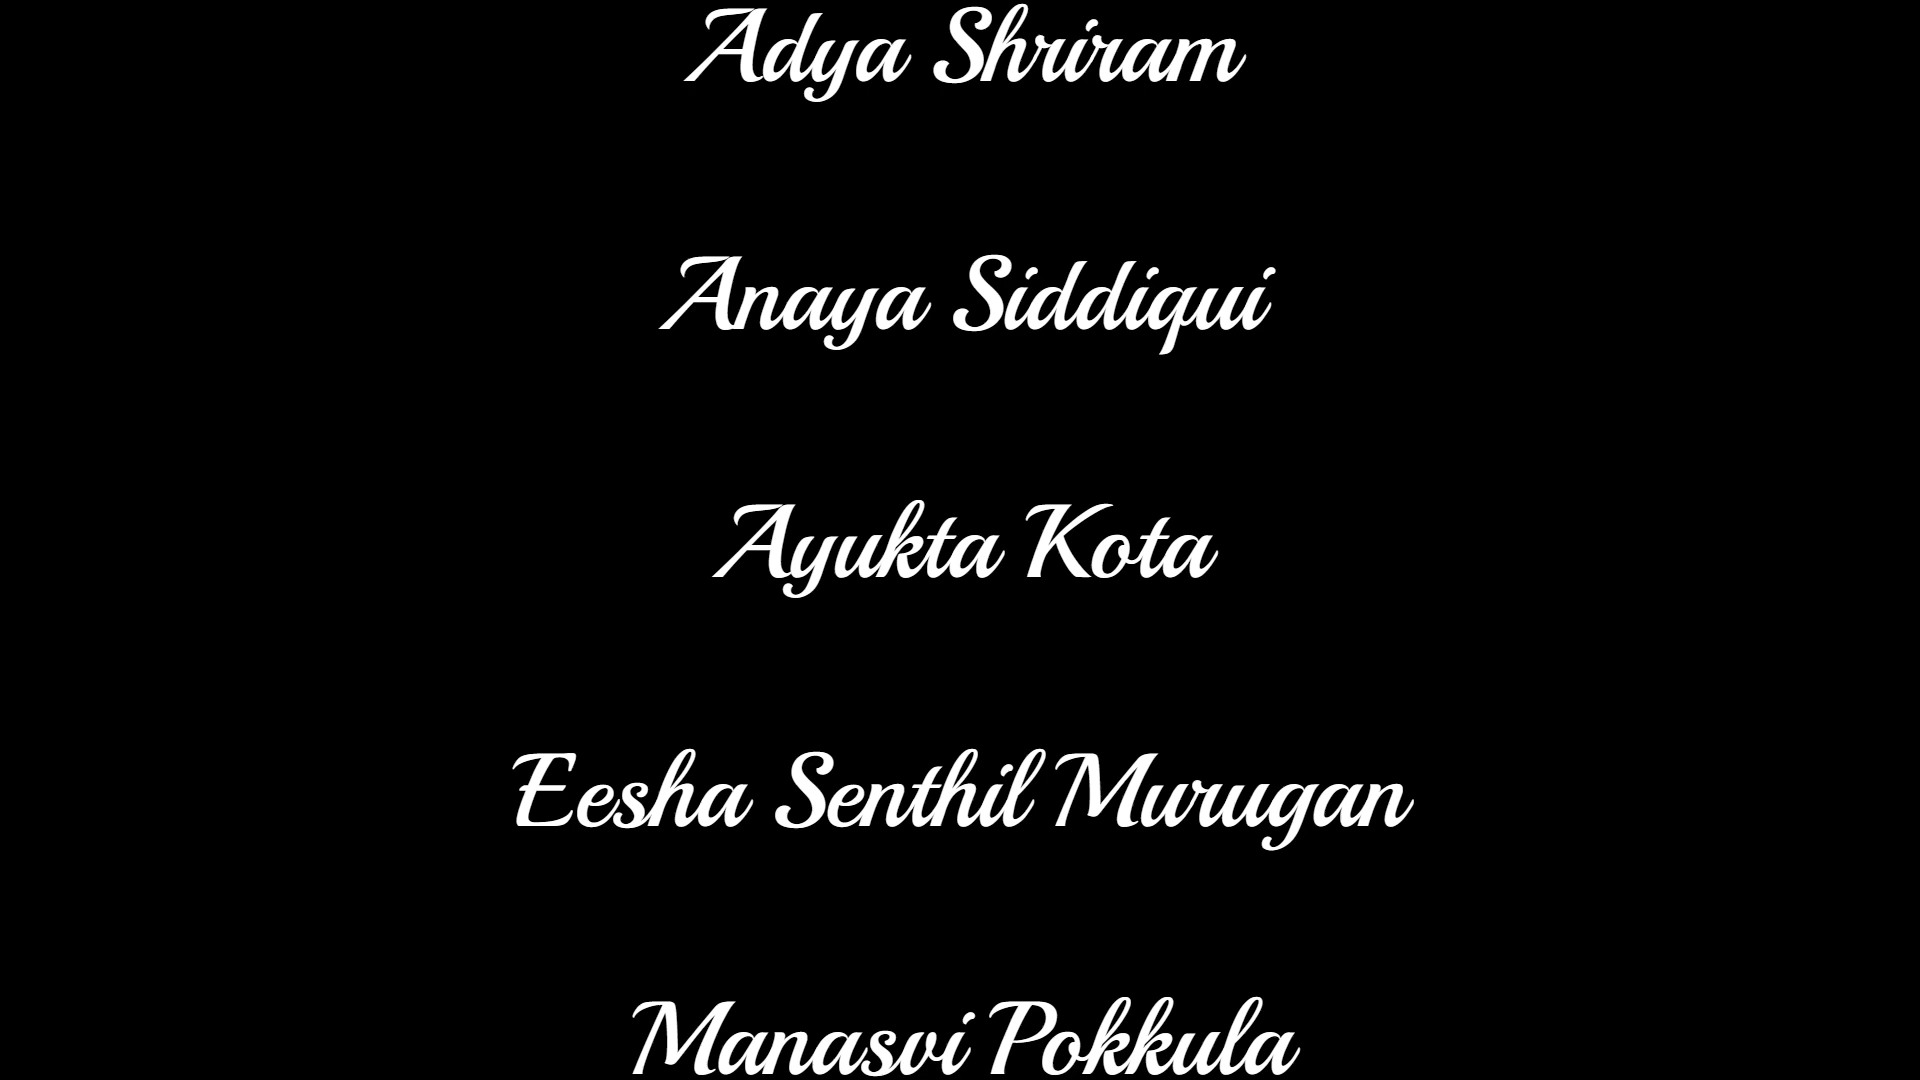 Adya Shriram
Anaya Siddiqui
Ayukta Kota
Eesha Senthil Murugan
Manasvi Pokkula